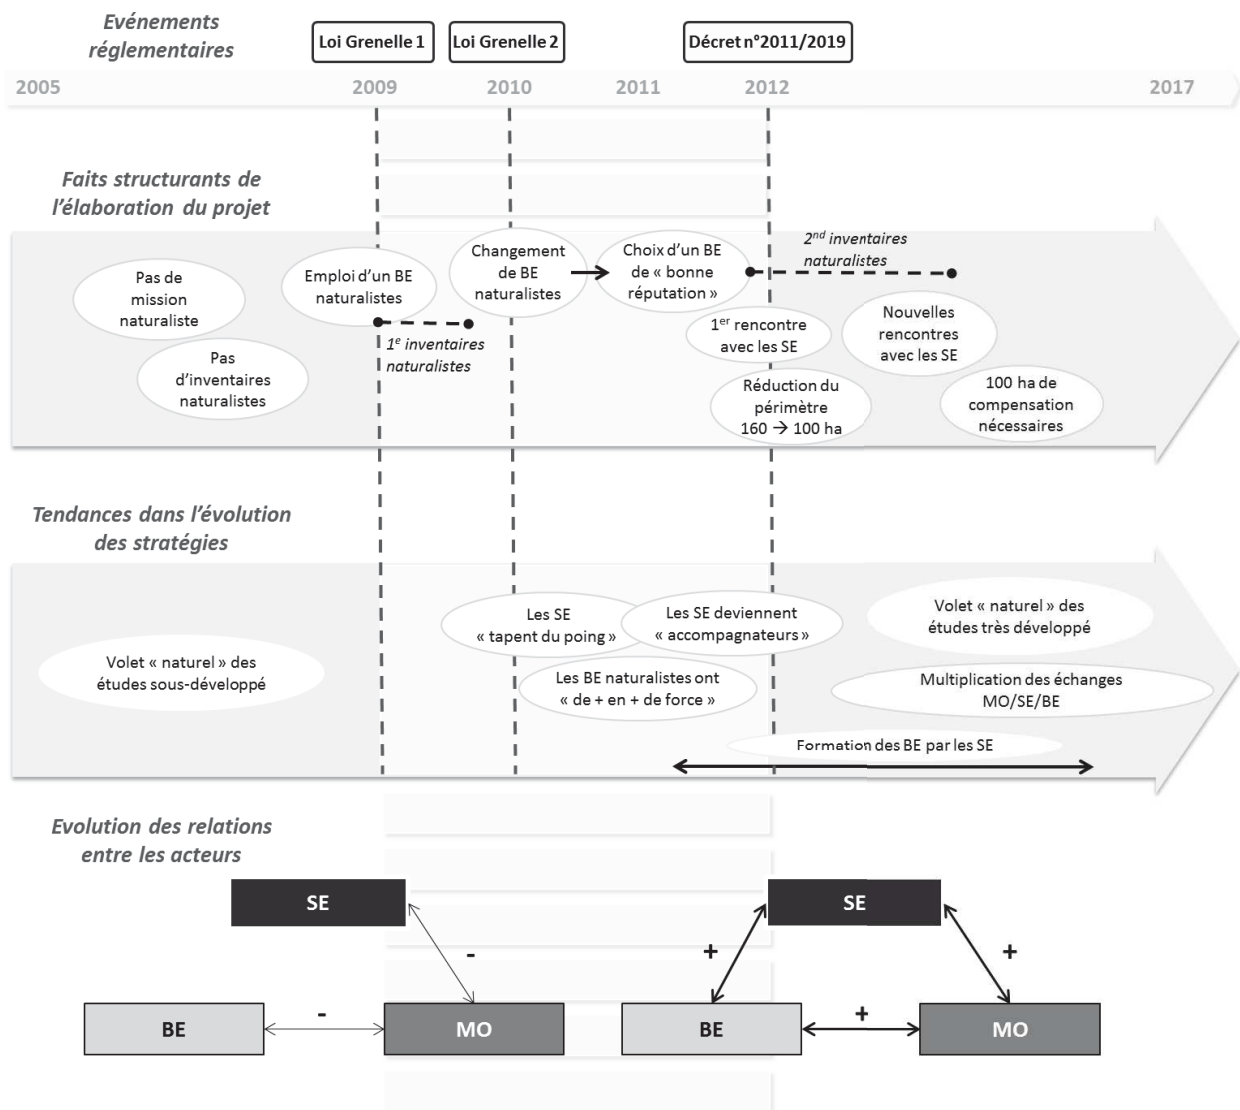 Evénements
réglementaires
Loi Grenelle 1
Loi Grenelle 2
Décret n°2011/2019
2005
2009
2010
2011
2012
2017
Faits structurants de
l'élaboration du projet
Pas de
mission
naturaliste
Pas
d'inventaires
naturalistes
Emploi d'un BE
naturalistes
1e inventaires
naturalistes
Changement
de BE
naturalistes
Choix d'un BE
de « bonne
réputation »
2nd inventaires
naturalistes
1er rencontre
avec les SE
Réduction du
périmètre
160 → 100 ha
Nouvelles
rencontres
avec les SE
100 ha de
compensation
nécessaires
Tendances dans l'évolution
des stratégies
Volet « naturel » des
études sous-développé
Les SE
« tapent du poing »
Les SE deviennent
« accompagnateurs »
Les BE naturalistes ont
« de + en + de force »
Volet « naturel » des
études très développé
Multiplication des échanges
MO/SE/BE
Formation des BE par les SE
Evolution des relations
entre les acteurs
SE
-
BE
-
MO
SE
+
+
BE
+
MO